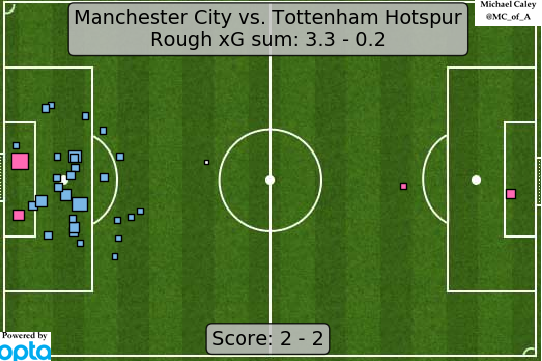 Manchester City vs. Tottenham Hotspur
Rough xG sum: 3.3 - 0.2
Michael Caley
@MC_of_A
Score: 2 - 2
Powered by
opta